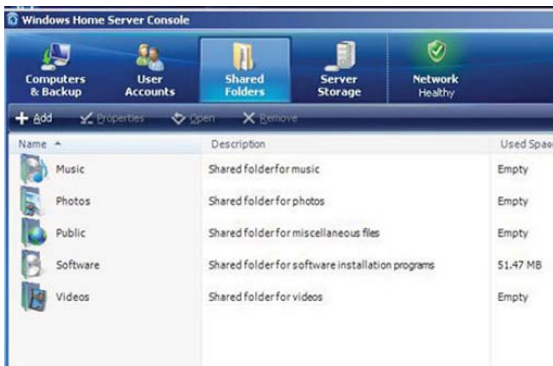 Windows Home Server Console
Computers & Backup
User Accounts
Shared Folders
Server Storage
Network Healthy
Add Properties Open Remove
Name Description Used Space
Music Shared folder for music Empty
Photos Shared folder for photos Empty
Public Shared folder for miscellaneous files Empty
Software Shared folder for software installation programs 51.47 MB
Videos Shared folder for videos Empty